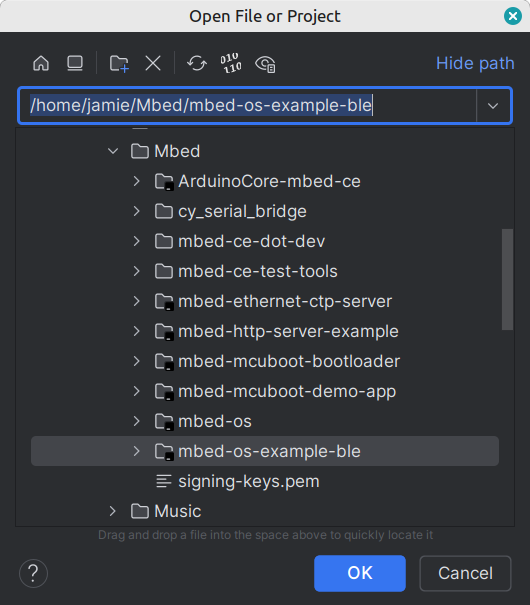 Open File or Project
010
110
Hide path
/home/jamie/Mbed/mbed-os-example-ble
Mbed
ArduinoCore-mbed-ce
cy_serial_bridge
mbed-ce-dot-dev
mbed-ce-test-tools
mbed-ethernet-ctp-server
mbed-http-server-example
mbed-mcuboot-bootloader
mbed-mcuboot-demo-app
mbed-os
mbed-os-example-ble
signing-keys.pem
Music
Drag and drop a file into the space above to quickly locate it
?
OK
Cancel